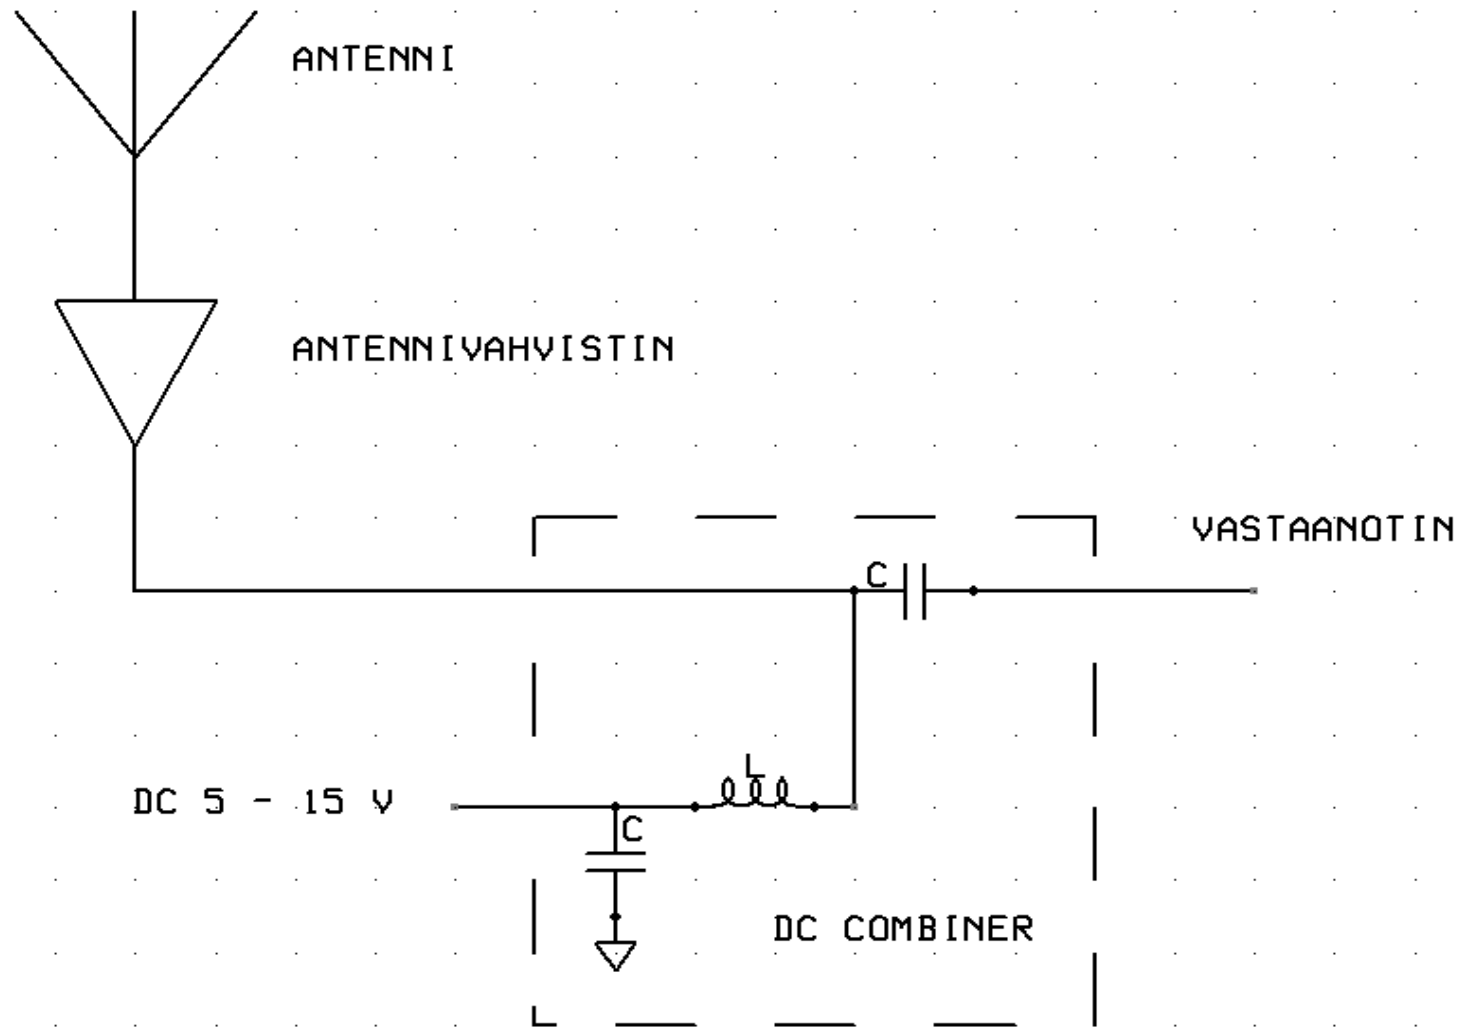 ANTENNI
ANTENNIVAHVISTIN
VASTAANOTIN
C
L
DC 5 - 15 V
C
DC COMBINER